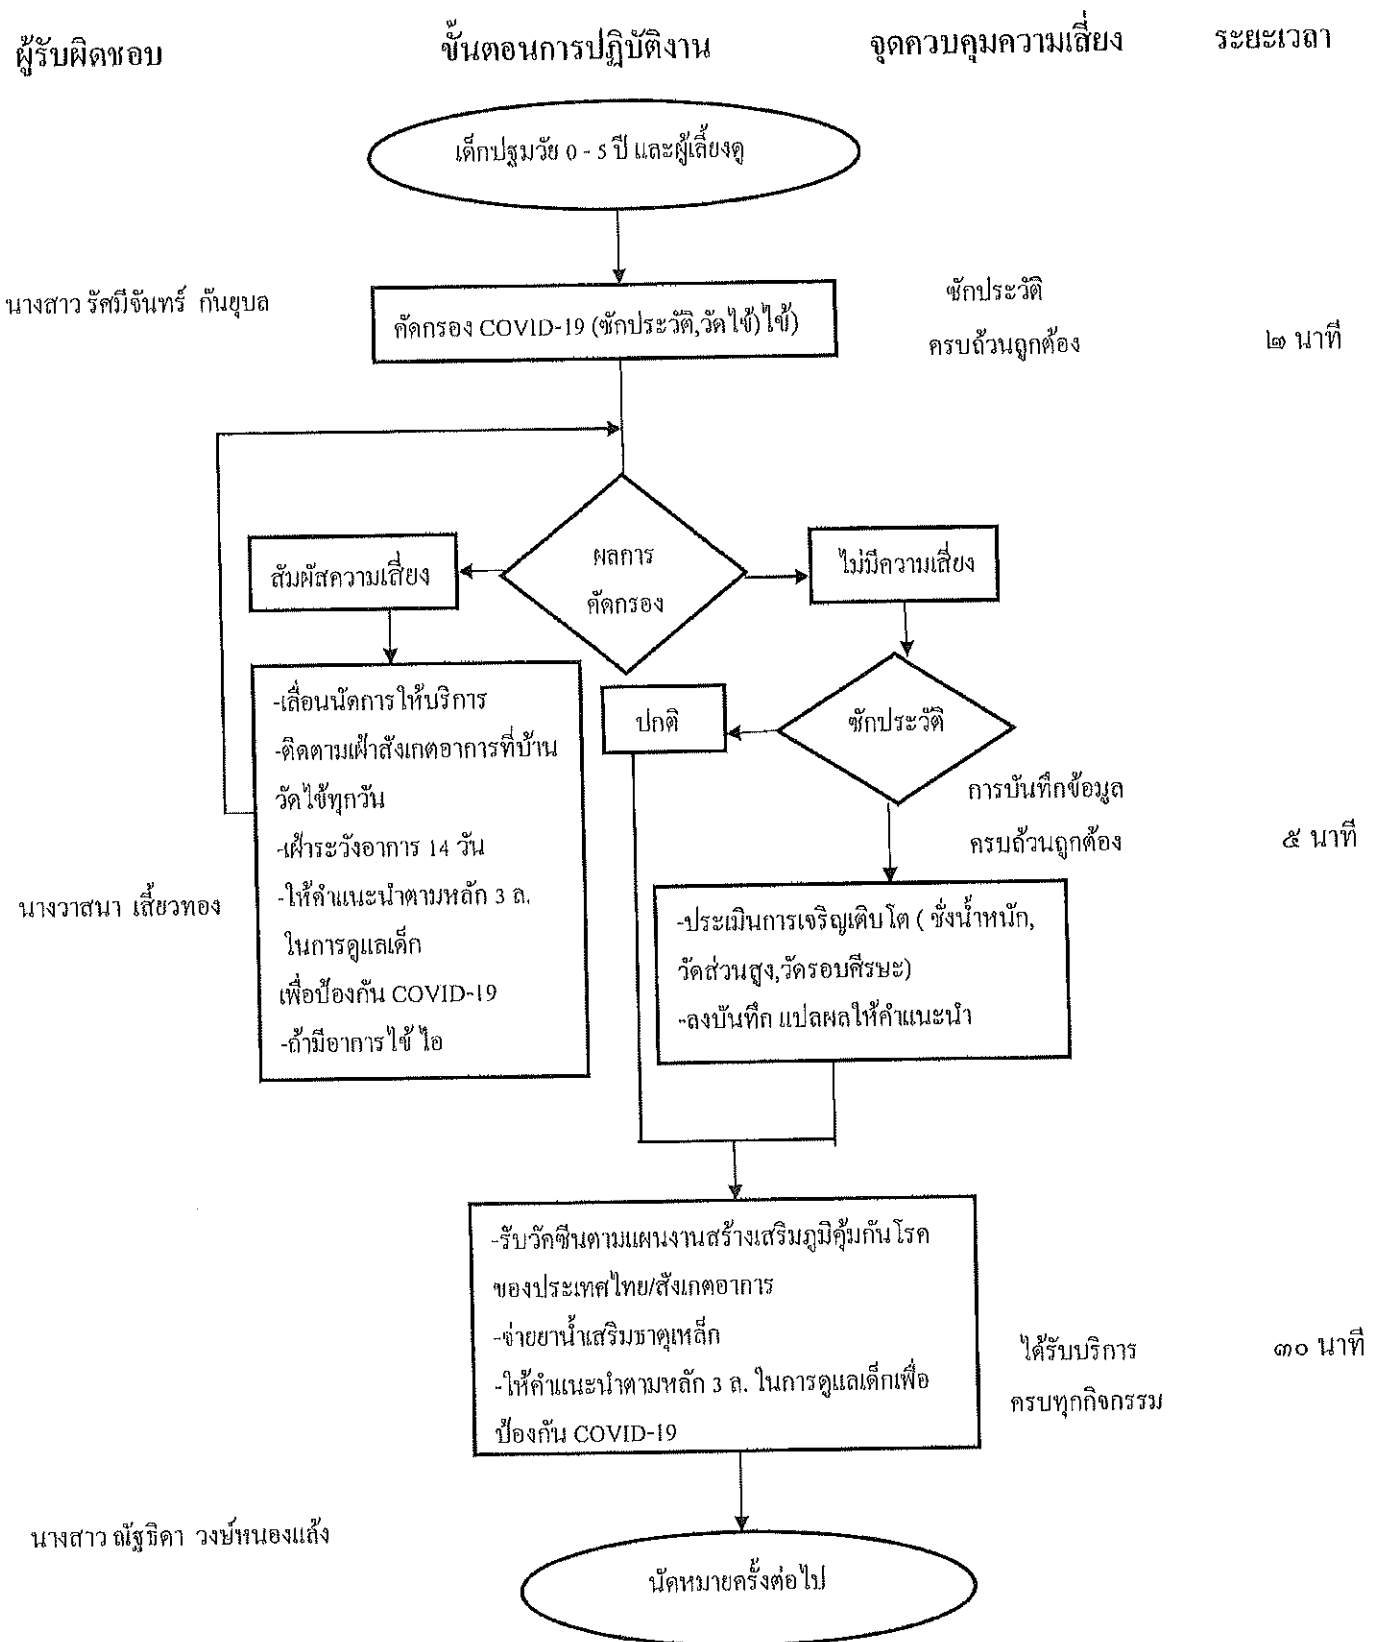 ผู้รับผิดชอบ ขั้นตอนการปฏิบัติงาน จุดควบคุมความเสี่ยง ระยะเวลา
เด็กปฐมวัย 0 - 5 ปี และผู้เลี้ยงดู
นางสาว รัศมีจันทร์ กันยุบล
คัดกรอง COVID-19 (ซักประวัติ,วัดไข้)ไข้)
ซักประวัติ
ครบถ้วนถูกต้อง
๒ นาที
ผลการ
คัดกรอง
สัมผัสความเสี่ยง
ไม่มีความเสี่ยง
-เลื่อนนัดการให้บริการ
-ติดตามเฝ้าสังเกตอาการที่บ้าน
วัดไข้ทุกวัน
-เฝ้าระวังอาการ 14 วัน
-ให้คำแนะนำตามหลัก 3 ล.
ในการดูแลเด็ก
เพื่อป้องกัน COVID-19
-ถ้ามีอาการไข้ ไอ
ปกติ
ซักประวัติ
การบันทึกข้อมูล
ครบถ้วนถูกต้อง
๕ นาที
นางวาสนา เสี้ยวทอง
-ประเมินการเจริญเติบโต ( ชั่งน้ำหนัก,
วัดส่วนสูง,วัดรอบศีรษะ)
-ลงบันทึก แปลผลให้คำแนะนำ
-รับวัคซีนตามแผนงานสร้างเสริมภูมิคุ้มกันโรค
ของประเทศไทย/สังเกตอาการ
-จ่ายยาน้ำเสริมธาตุเหล็ก
-ให้คำแนะนำตามหลัก 3 ล. ในการดูแลเด็กเพื่อ
ป้องกัน COVID-19
ได้รับบริการ
ครบทุกกิจกรรม
๓๐ นาที
นางสาว ณัฐธิดา วงษ์หนองแล้ง
นัดหมายครั้งต่อไป